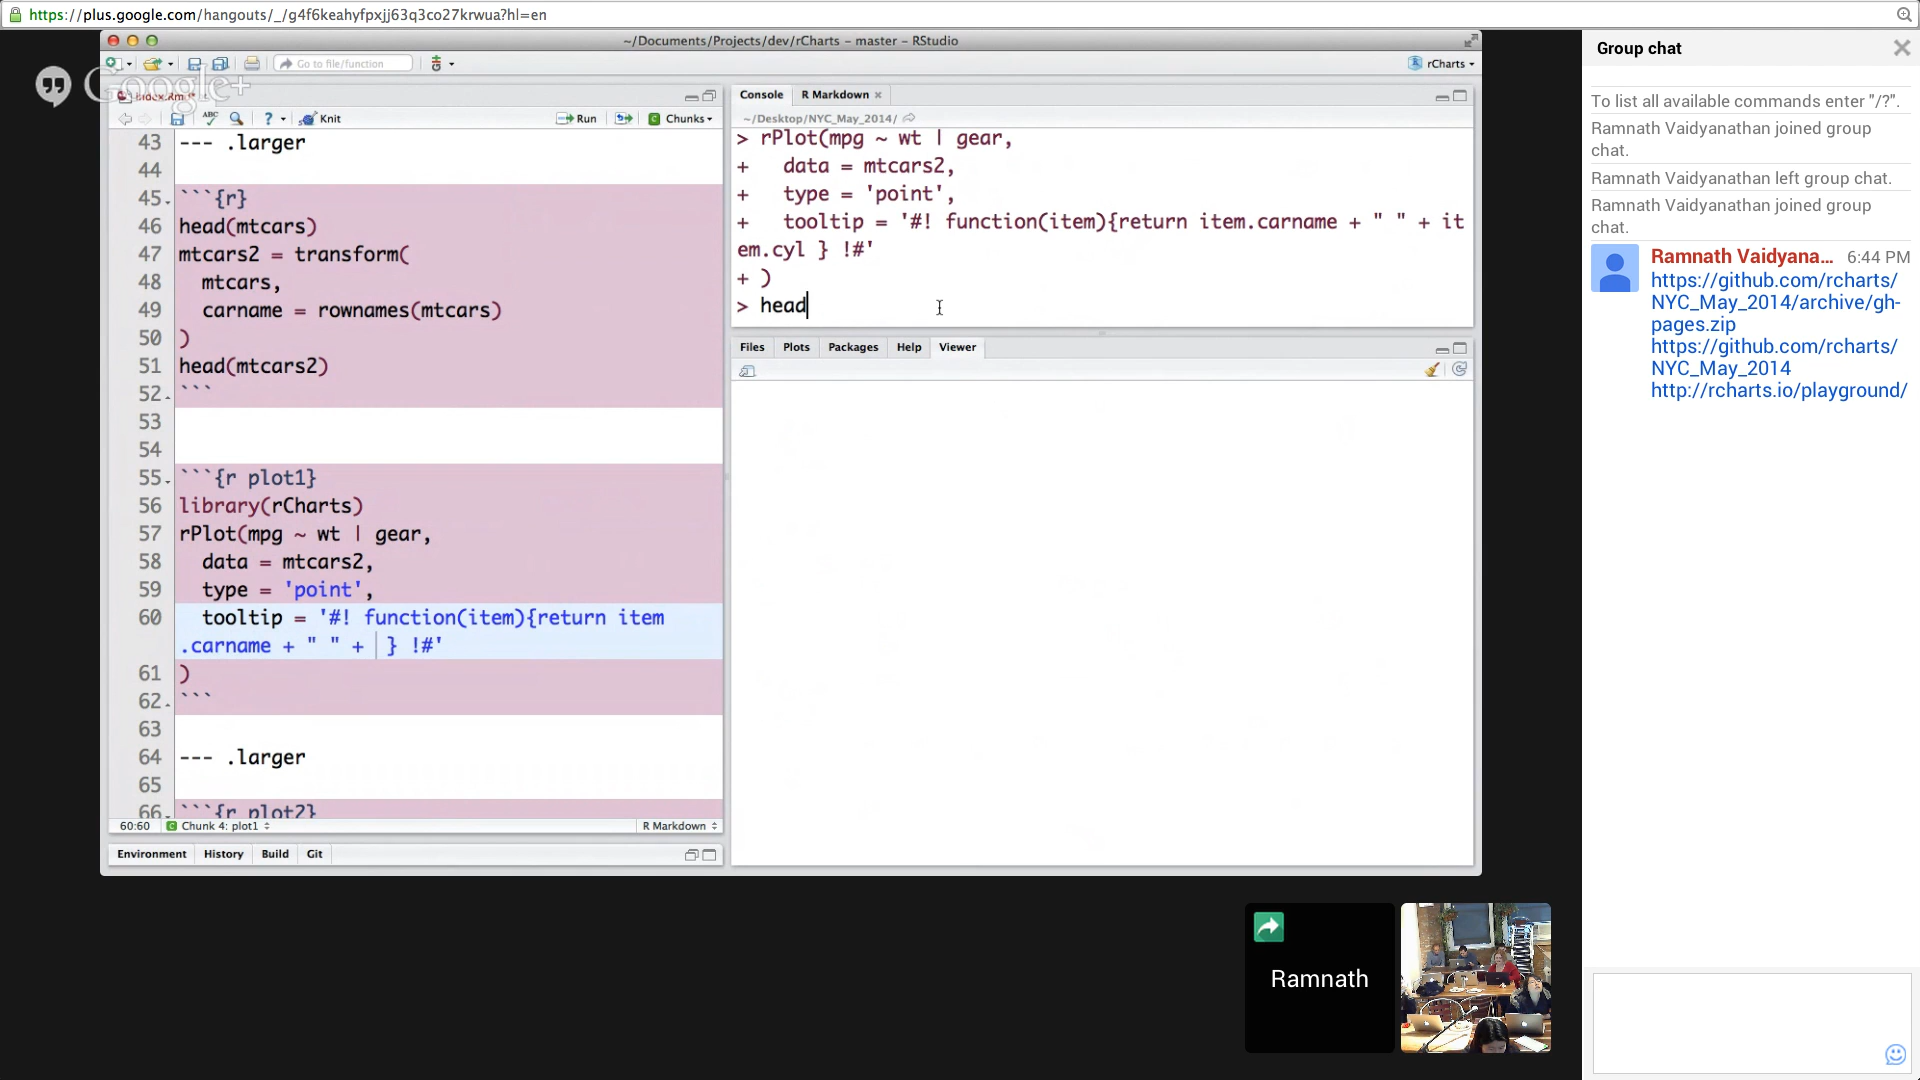 https://plus.google.com/hangouts/_/g4f6keahyfpxjj63q3co27krwua?hl=en
~/Documents/Projects/dev/rCharts - master - RStudio
Go to file/function
rCharts
Google+
index.Rm
ABC
Knit
Run
Chunks
43 --- .larger
44
45 ```{r}
46 head(mtcars)
47 mtcars2 = transform(
48 mtcars,
49 carname = rownames(mtcars)
50 )
51 head(mtcars2)
52 ```
53
54
55 ```{r plot1}
56 library(rCharts)
57 rPlot(mpg ~ wt | gear,
58 data = mtcars2,
59 type = 'point',
60 tooltip = '#! function(item){return item
.carname + " " + } !#'
61 )
62 ```
63
64 --- .larger
65
66 ```{r plot2}
60:60 Chunk 4: plot1
R Markdown
Environment History Build Git
Console R Markdown
~/Desktop/NYC_May_2014/
> rPlot(mpg ~ wt | gear,
+ data = mtcars2,
+ type = 'point',
+ tooltip = '#! function(item){return item.carname + " " + it
em.cyl } !#'
+ )
> head
Files Plots Packages Help Viewer
Ramnath
Group chat
To list all available commands enter "/?".
Ramnath Vaidyanathan joined group
chat.
Ramnath Vaidyanathan left group chat.
Ramnath Vaidyanathan joined group
chat.
Ramnath Vaidyana... 6:44 PM
https://github.com/rcharts/
NYC_May_2014/archive/gh-
pages.zip
https://github.com/rcharts/
NYC_May_2014
http://rcharts.io/playground/